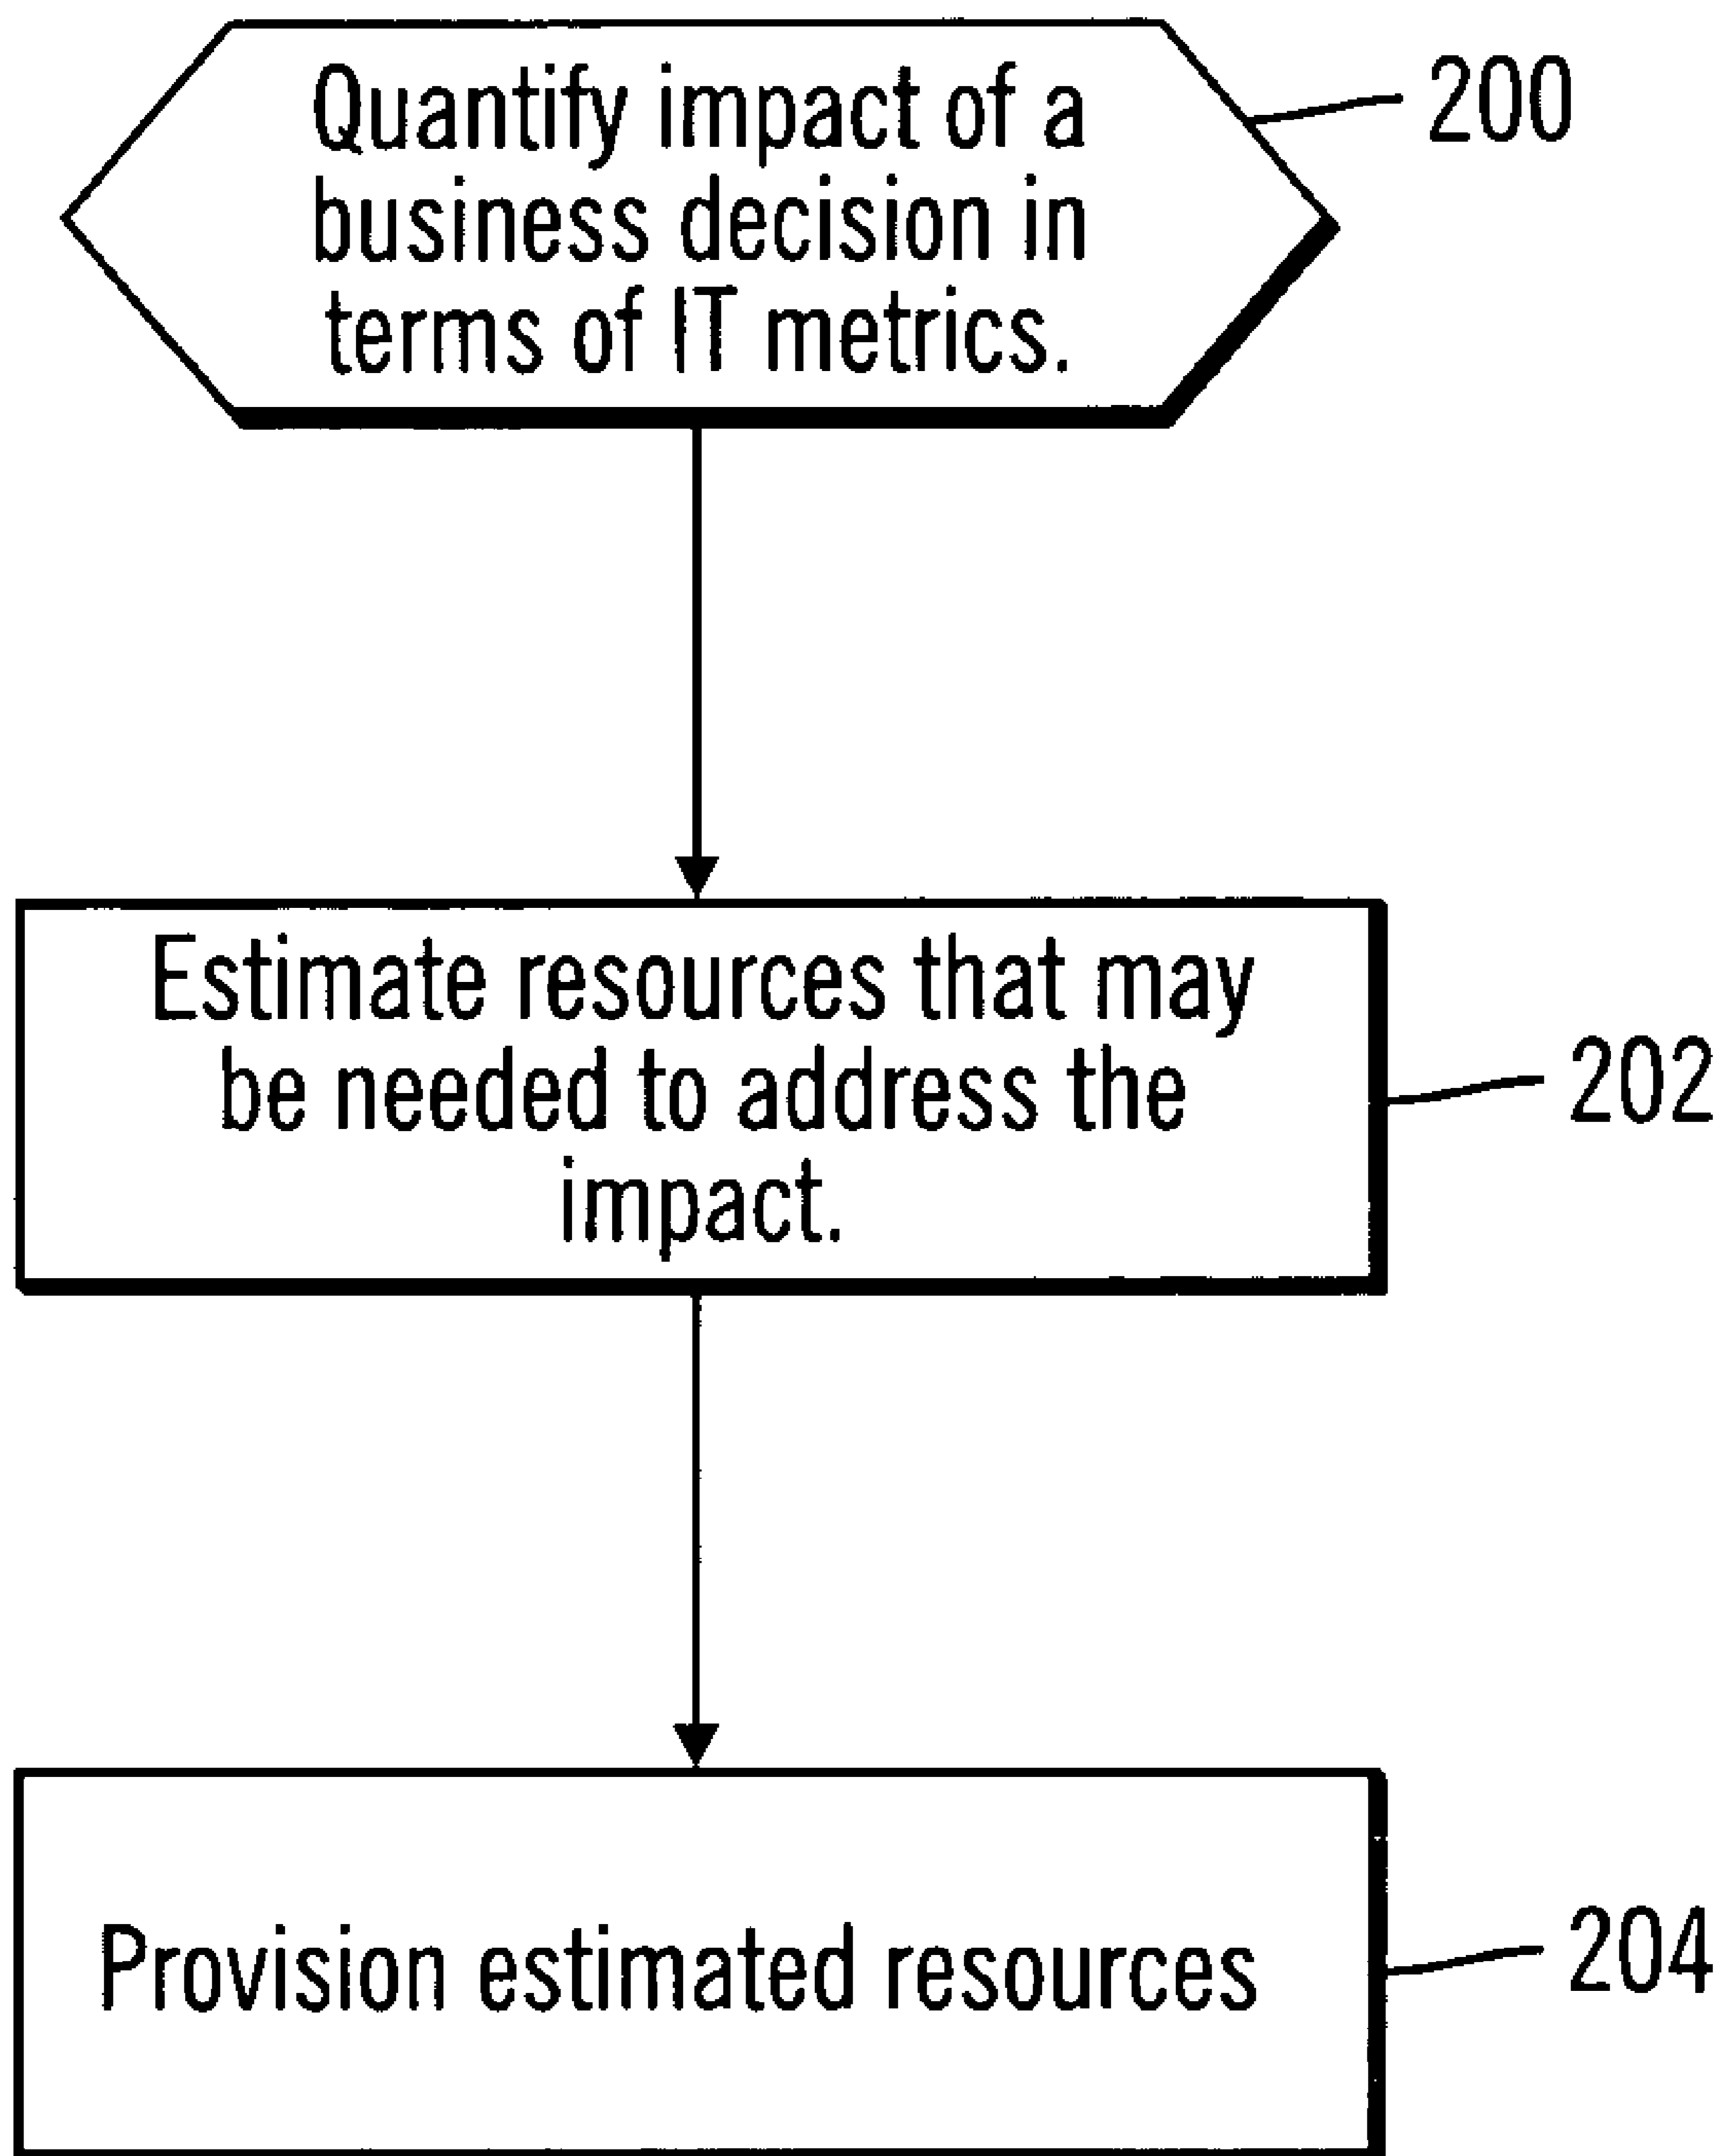 Quantify impact of a
business decision in
terms of IT metrics.
200
Estimate resources that may
be needed to address the
impact.
202
Provision estimated resources
204